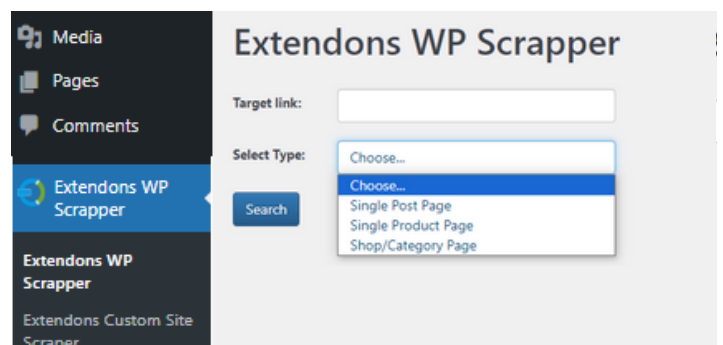 Media
Pages
Comments
Extendons WP
Scrapper
Extendons WP
Scrapper
Extendons Custom Site
Scraper
Extendons WP Scrapper
Target link:
Select Type:
Choose...
Choose...
Single Post Page
Single Product Page
Shop/Category Page
Search